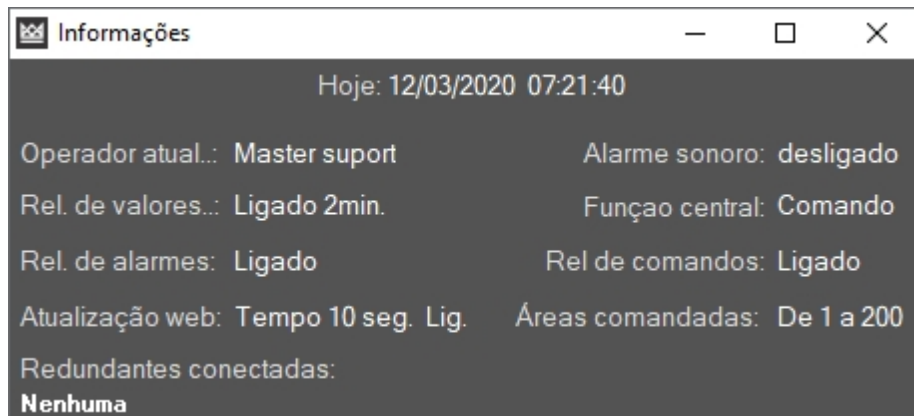 Informações
Hoje: 12/03/2020 07:21:40
Operador atual..: Master suport Alarme sonoro: desligado
Rel. de valores..: Ligado 2min. Funçao central: Comando
Rel. de alarmes: Ligado Rel de comandos: Ligado
Atualização web: Tempo 10 seg. Lig. Áreas comandadas: De 1 a 200
Redundantes conectadas:
Nenhuma